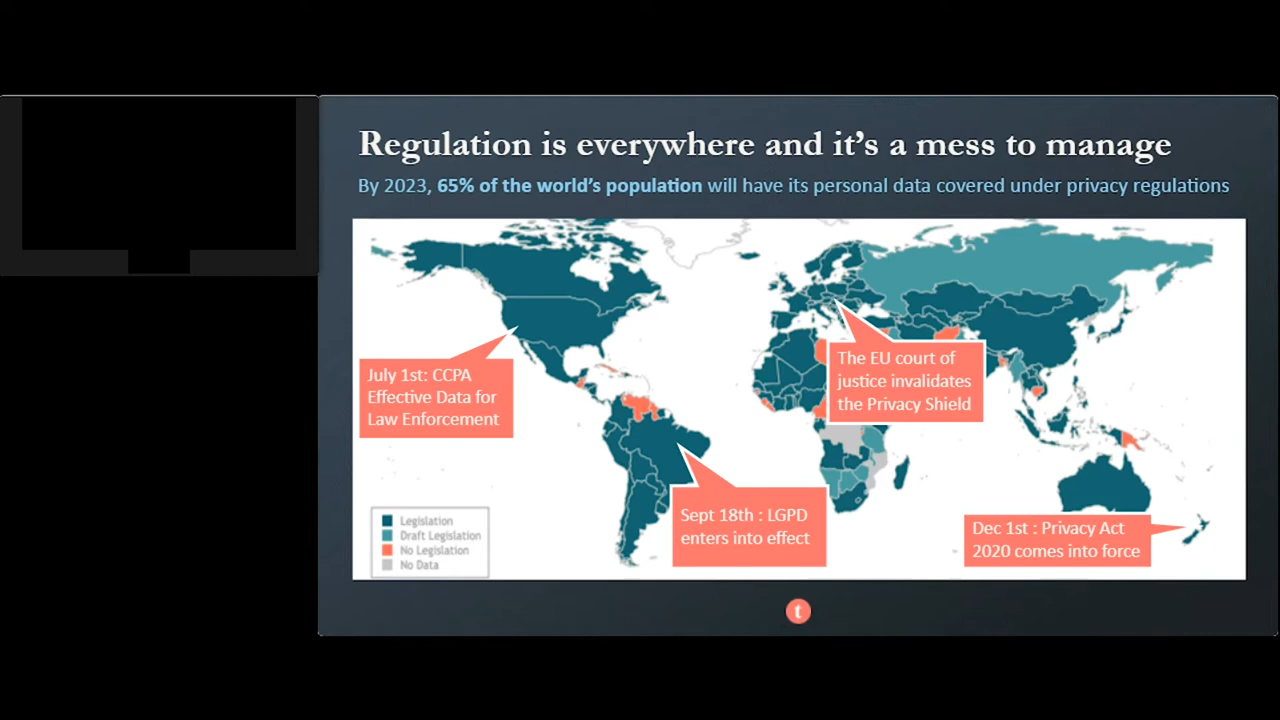 Regulation is everywhere and it's a mess to manage
By 2023, 65% of the world's population will have its personal data covered under privacy regulations
July 1st: CCPA
Effective Data for
Law Enforcement
The EU court of
justice invalidates
the Privacy Shield
Sept 18th : LGPD
enters into effect
Dec 1st : Privacy Act
2020 comes into force
Legislation
Draft Legislation
No Legislation
No Data
t